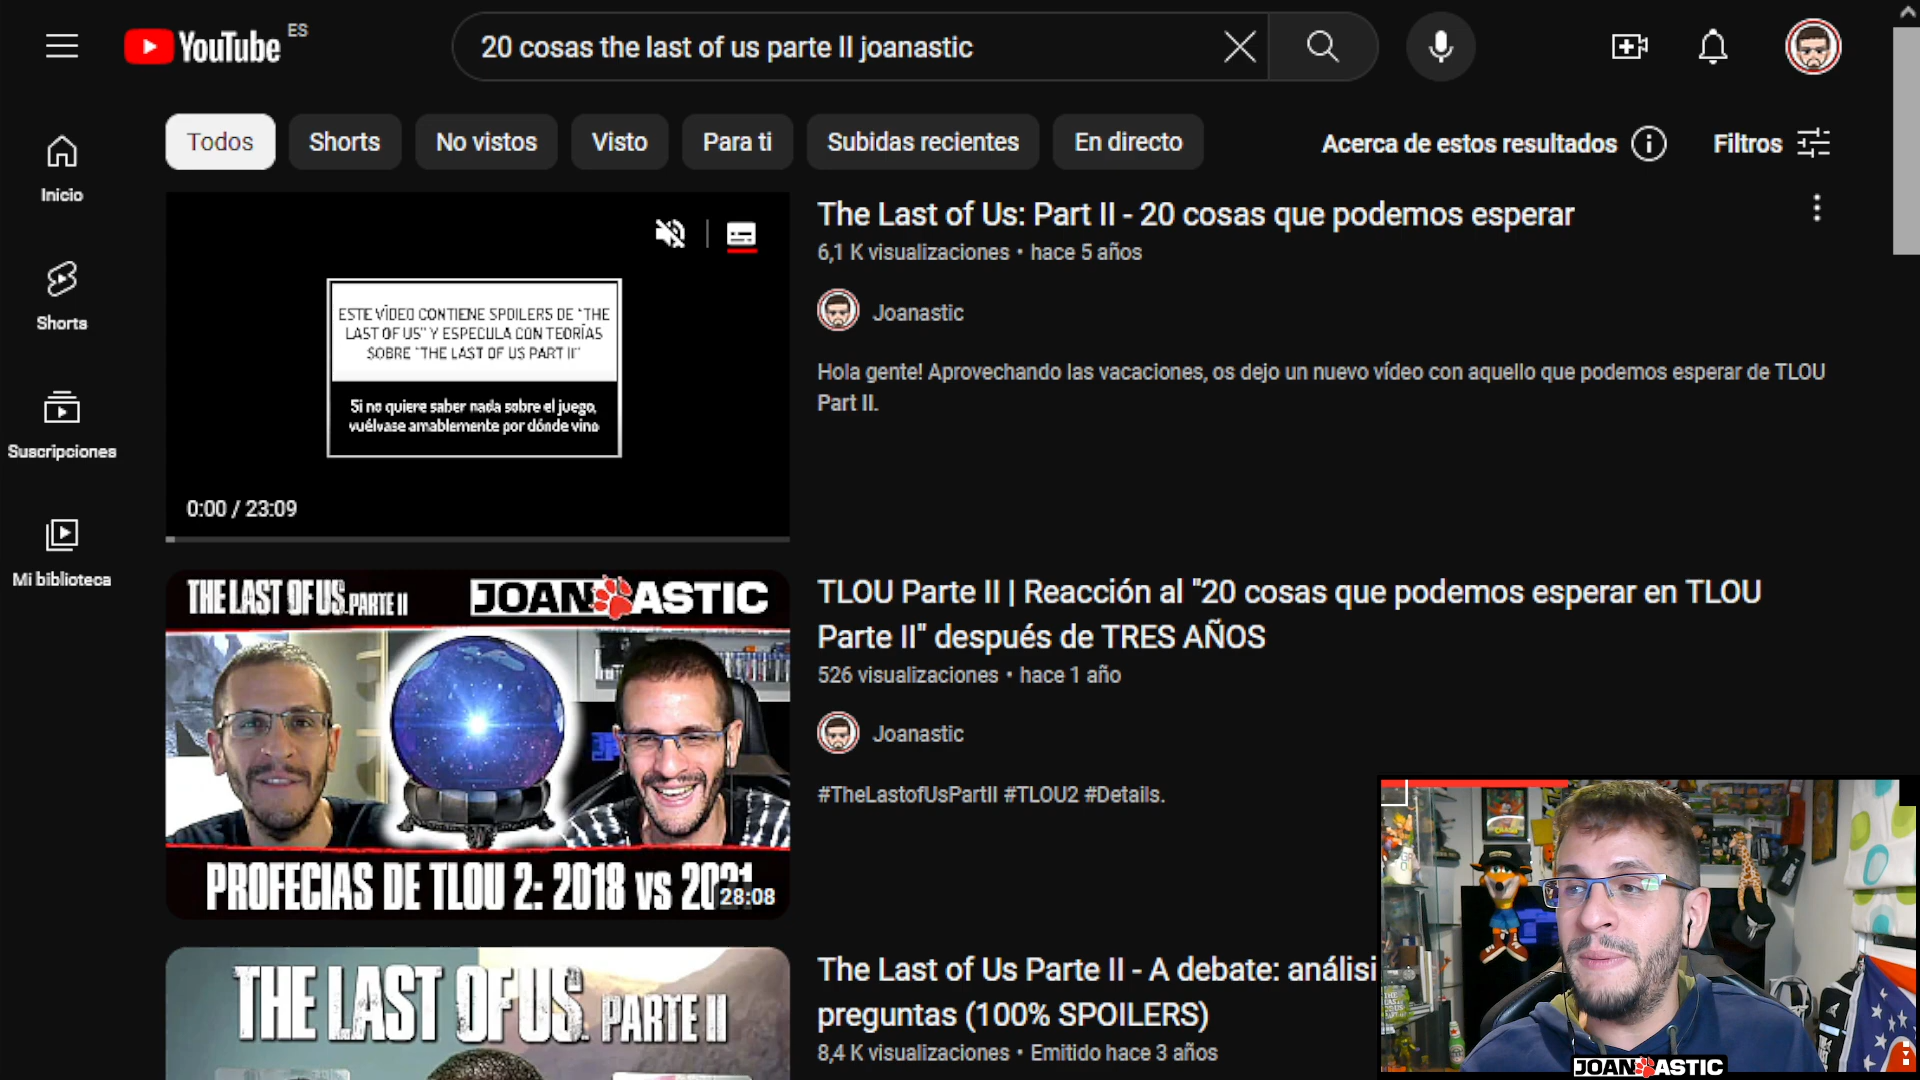 YouTube ES
20 cosas the last of us parte II joanastic
Todos
Shorts
No vistos
Visto
Para ti
Subidas recientes
En directo
Acerca de estos resultados
Filtros
Inicio
Shorts
Suscripciones
Mi biblioteca
ESTE VÍDEO CONTIENE SPOILERS DE "THE
LAST OF US" Y ESPECULA CON TEORÍAS
SOBRE "THE LAST OF US PART II"
Si no quiere saber nada sobre el juego,
vuélvase amablemente por dónde vino
0:00 / 23:09
The Last of Us: Part II - 20 cosas que podemos esperar
6,1 K visualizaciones • hace 5 años
Joanastic
Hola gente! Aprovechando las vacaciones, os dejo un nuevo vídeo con aquello que podemos esperar de TLOU
Part II.
THE LAST OF US PARTE II
JOANASTIC
PROFECIAS DE TLOU 2: 2018 vs 2021
28:08
TLOU Parte II | Reacción al "20 cosas que podemos esperar en TLOU
Parte II" después de TRES AÑOS
526 visualizaciones • hace 1 año
Joanastic
#TheLastofUsPartII #TLOU2 #Details.
THE LAST OF US PARTE II
The Last of Us Parte II - A debate: análisi
preguntas (100% SPOILERS)
8,4 K visualizaciones • Emitido hace 3 años
JOANASTIC